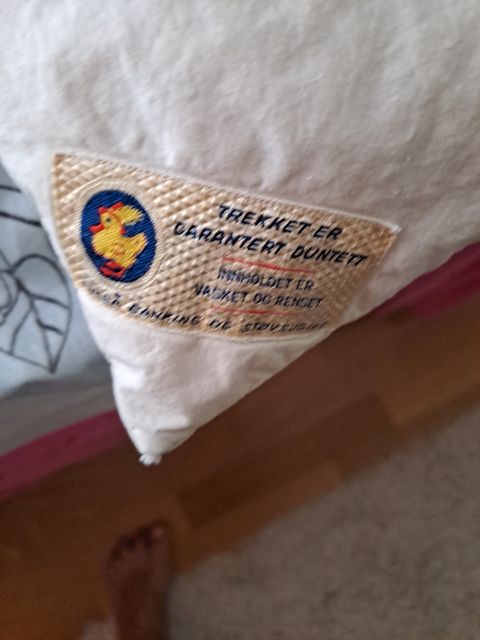 TREKKET ER
GARANTERT DUNTETT
INNHOLDET ER
VASKET OG RENSET
BANKING OG STØVSUGING